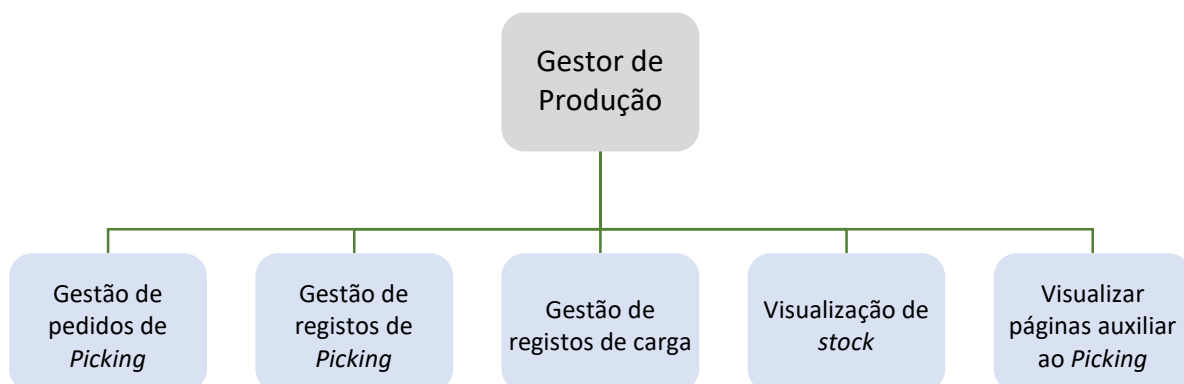 Gestor de
Produção
Gestão de
pedidos de
Picking
Gestão de
registos de
Picking
Gestão de
registos de carga
Visualização de
stock
Visualizar
páginas auxiliar
ao Picking